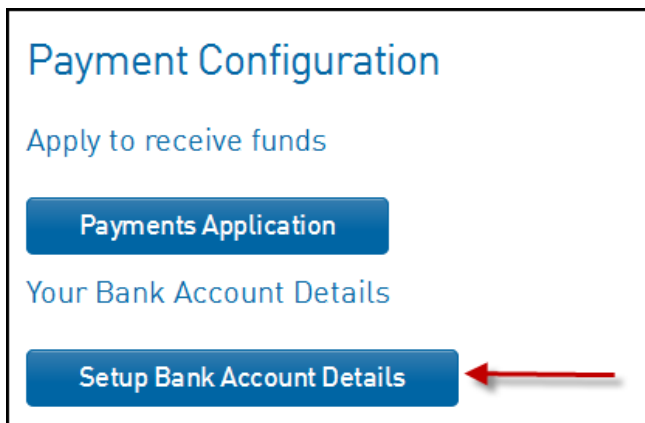 Payment Configuration
Apply to receive funds
Payments Application
Your Bank Account Details
Setup Bank Account Details